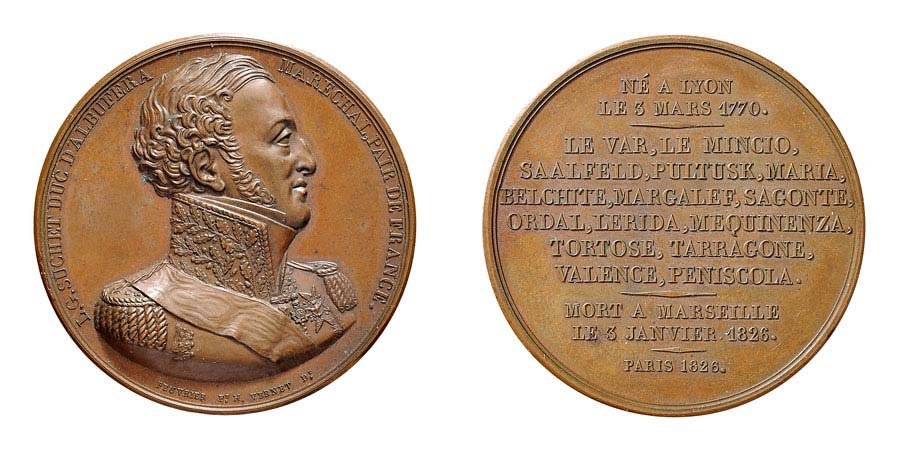 L. G. SUCHET DUC D'ALBUFERA MARECHAL, PAIR DE FRANCE.
F. H. VERNET D.
NÉ A LYON
LE 3 MARS 1770.
LE VAR, LE MINCIO,
SAALFELD, PULTUSK, MARIA,
BELCHITE, MARGALEF, SAGONTE,
ORDAL, LERIDA, MEQUINENZA,
TORTOSE, TARRAGONE,
VALENCE, PENISCOLA.
MORT A MARSEILLE
LE 3 JANVIER 1826.
PARIS 1826.